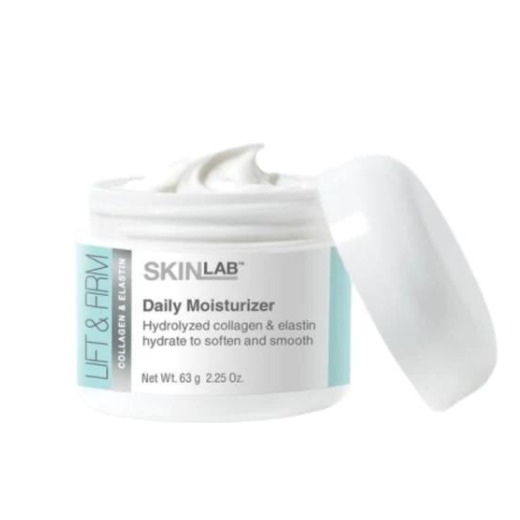 LIFT & FIRM
COLLAGEN & ELASTIN
SKINLAB™
Daily Moisturizer
Hydrolyzed collagen & elastin
hydrate to soften and smooth
Net Wt. 63 g 2.25 Oz.